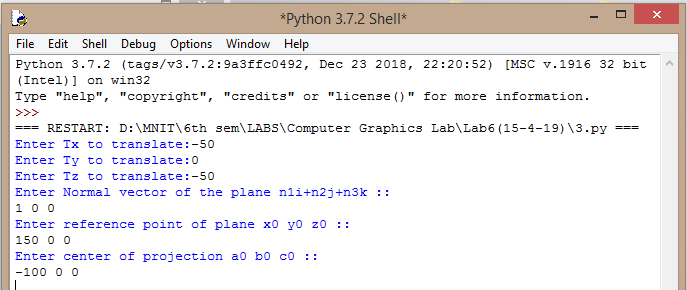 *Python 3.7.2 Shell*
File Edit Shell Debug Options Window Help
Python 3.7.2 (tags/v3.7.2:9a3ffc0492, Dec 23 2018, 22:20:52) [MSC v.1916 32 bit
(Intel)] on win32
Type "help", "copyright", "credits" or "license()" for more information.
>>>
=== RESTART: D:\MNIT\6th sem\LABS\Computer Graphics Lab\Lab6(15-4-19)\3.py ===
Enter Tx to translate:-50
Enter Ty to translate:0
Enter Tz to translate:-50
Enter Normal vector of the plane n1i+n2j+n3k ::
1 0 0
Enter reference point of plane x0 y0 z0 ::
150 0 0
Enter center of projection a0 b0 c0 ::
-100 0 0